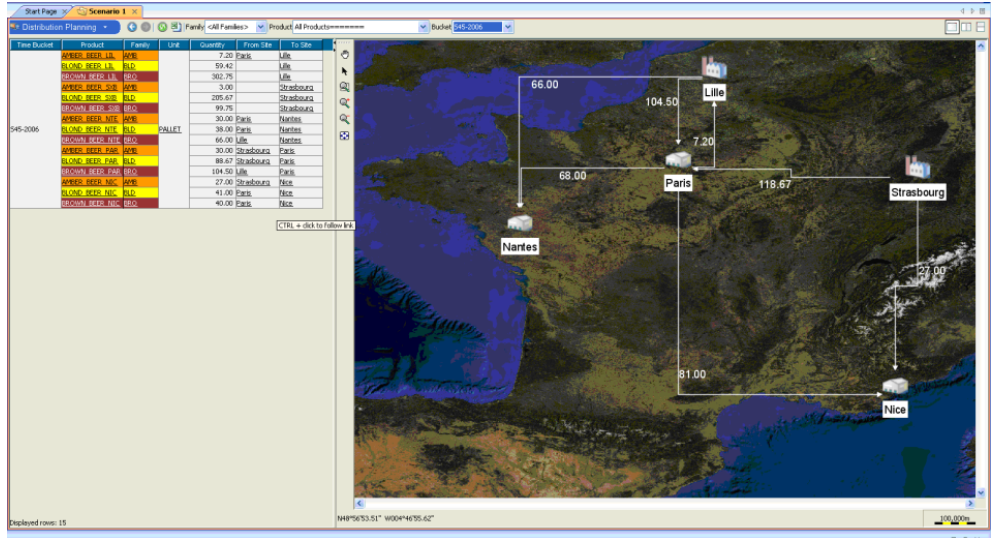 Start Page
Scenario 1
Distribution Planning
Family <All Families> Product All Products======== Bucket 545-2006
Time Bucket Product Family Unit Quantity From Site To Site
AMBER_BEER_LIL AMB 7.20 Paris Lille
BLOND_BEER_LIL BLD 59.42 Lille
BROWN_BEER_LIL BRO 302.75 Lille
AMBER_BEER_SXB AMB 3.00 Strasbourg
BLOND_BEER_SXB BLD 205.67 Strasbourg
BROWN_BEER_SXB BRO 99.75 Strasbourg
AMBER_BEER_NTE AMB 30.00 Paris Nantes
545-2006 BLOND_BEER_NTE BLD PALLET 38.00 Paris Nantes
BROWN_BEER_NTE BRO 66.00 Lille Nantes
AMBER_BEER_PAR AMB 30.00 Strasbourg Paris
BLOND_BEER_PAR BLD 88.67 Strasbourg Paris
BROWN_BEER_PAR BRO 104.50 Lille Paris
AMBER_BEER_NIC AMB 27.00 Strasbourg Nice
BLOND_BEER_NIC BLD 41.00 Paris Nice
BROWN_BEER_NIC BRO 40.00 Paris Nice
CTRL + click to follow link
66.00
Lille
104.50
7.20
68.00
Paris
118.67
Strasbourg
Nantes
27.00
81.00
Nice
Displayed rows: 15
N48°56'53.51" W004°46'55.62"
100,000m